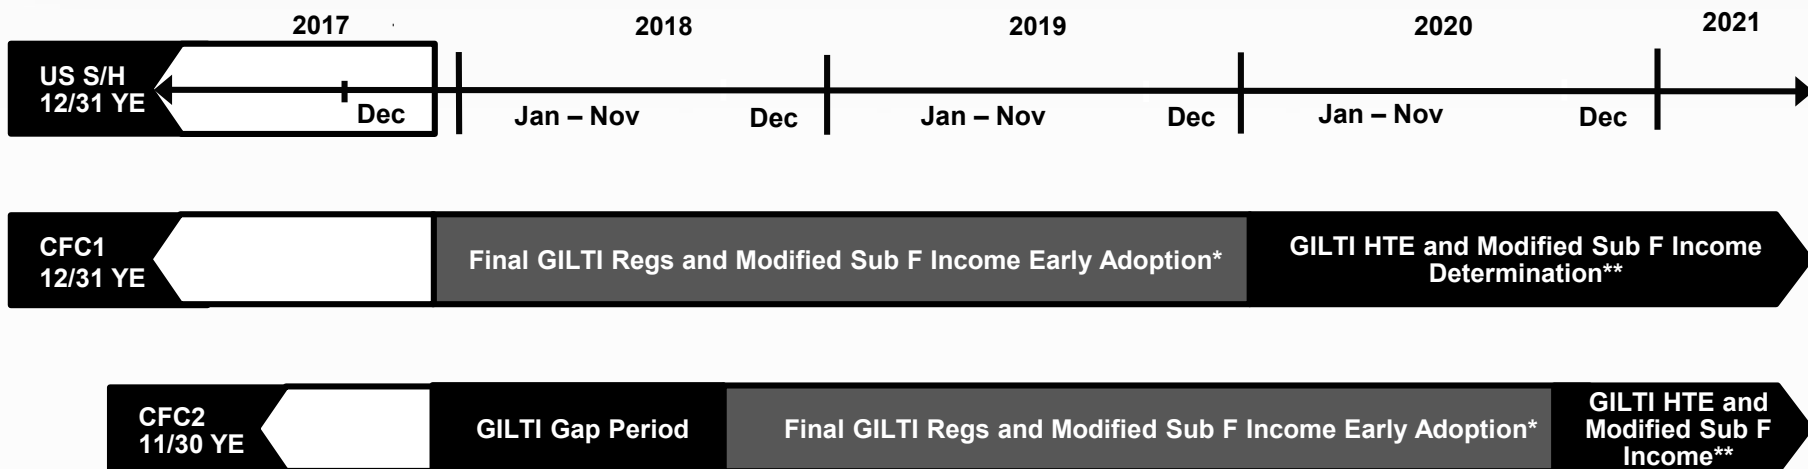 2017 2018 2019 2020 2021
US S/H
12/31 YE
Dec Jan – Nov Dec Jan – Nov Dec Jan – Nov Dec
CFC1
12/31 YE
Final GILTI Regs and Modified Sub F Income Early Adoption*
GILTI HTE and Modified Sub F Income
Determination**
CFC2
11/30 YE
GILTI Gap Period
Final GILTI Regs and Modified Sub F Income Early Adoption*
GILTI HTE and
Modified Sub F
Income**